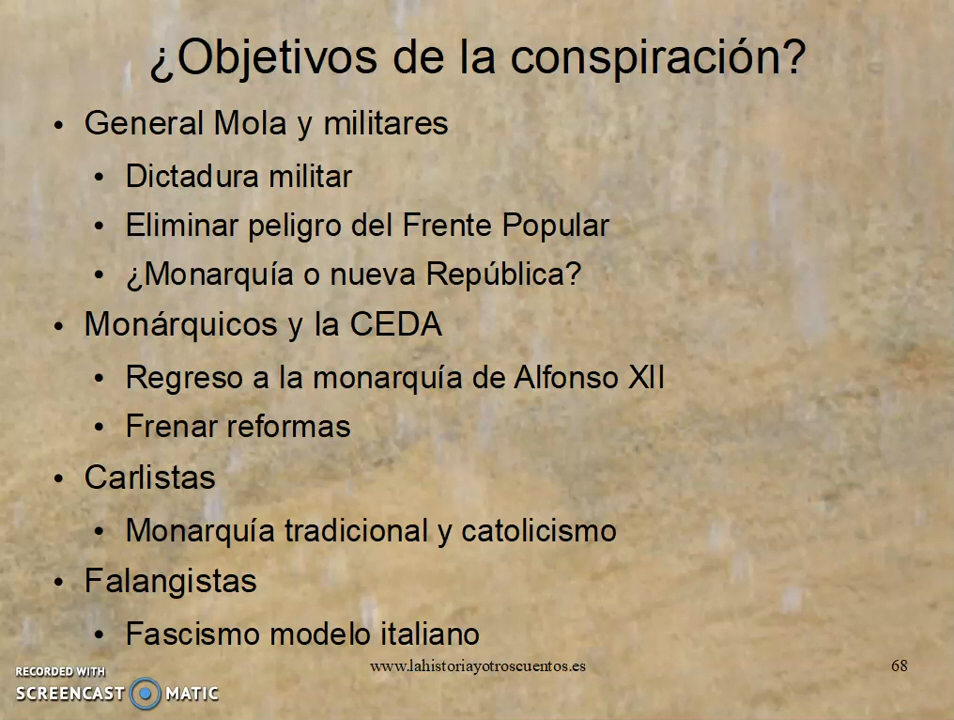 ¿Objetivos de la conspiración?
• General Mola y militares
• Dictadura militar
• Eliminar peligro del Frente Popular
• ¿Monarquía o nueva República?
• Monárquicos y la CEDA
• Regreso a la monarquía de Alfonso XII
• Frenar reformas
• Carlistas
• Monarquía tradicional y catolicismo
• Falangistas
• Fascismo modelo italiano
www.lahistoriayotroscuentos.es 68
RECORDED WITH
SCREENCAST MATIC